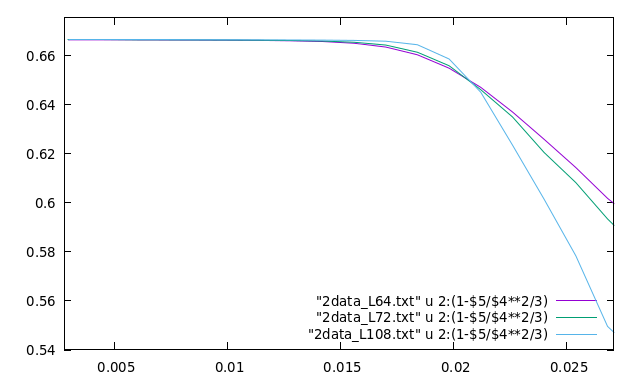 0.66
0.64
0.62
0.6
0.58
0.56
0.54
"2data_L64.txt" u 2:(1-$5/$4**2/3)
"2data_L72.txt" u 2:(1-$5/$4**2/3)
"2data_L108.txt" u 2:(1-$5/$4**2/3)
0.005 0.01 0.015 0.02 0.025